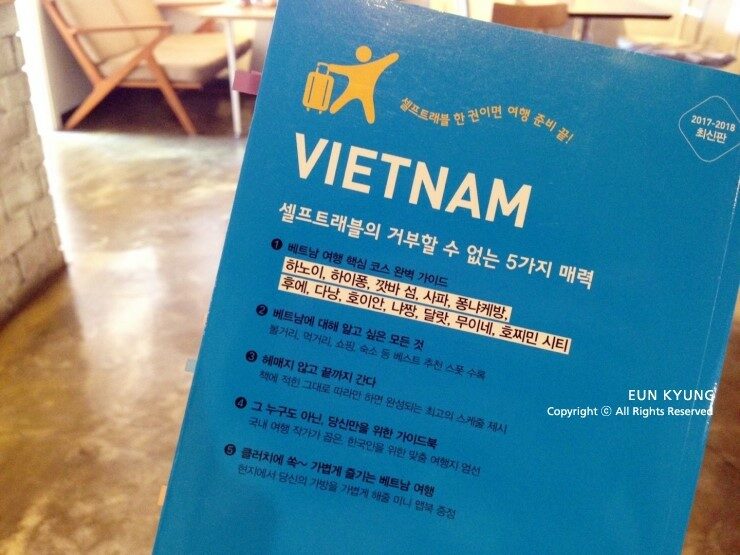 셀프트래블 한 권이면 여행 준비 끝!
2017-2018
최신판
VIETNAM
셀프트래블의 거부할 수 없는 5가지 매력
❶ 베트남 여행 핵심 코스 완벽 가이드
하노이, 하이퐁, 깟바 섬, 사파, 퐁냐케방,
후에, 다낭, 호이안, 냐짱, 달랏, 무이네, 호찌민 시티
❷ 베트남에 대해 알고 싶은 모든 것
볼거리, 먹거리, 쇼핑, 숙소 등 베스트 추천 스폿 수록
❸ 헤매지 않고 끝까지 간다
책에 적힌 그대로 따라만 하면 완성되는 최고의 스케줄 제시
❹ 그 누구도 아닌, 당신만을 위한 가이드북
국내 여행 작가가 꼽은, 한국인을 위한 맞춤 여행지 엄선
❺ 클러치에 쏙~ 가볍게 즐기는 베트남 여행
현지에서 당신의 가방을 가볍게 해줄 미니 맵북 증정
EUN KYUNG
Copyright ⓒ All Rights Reserved